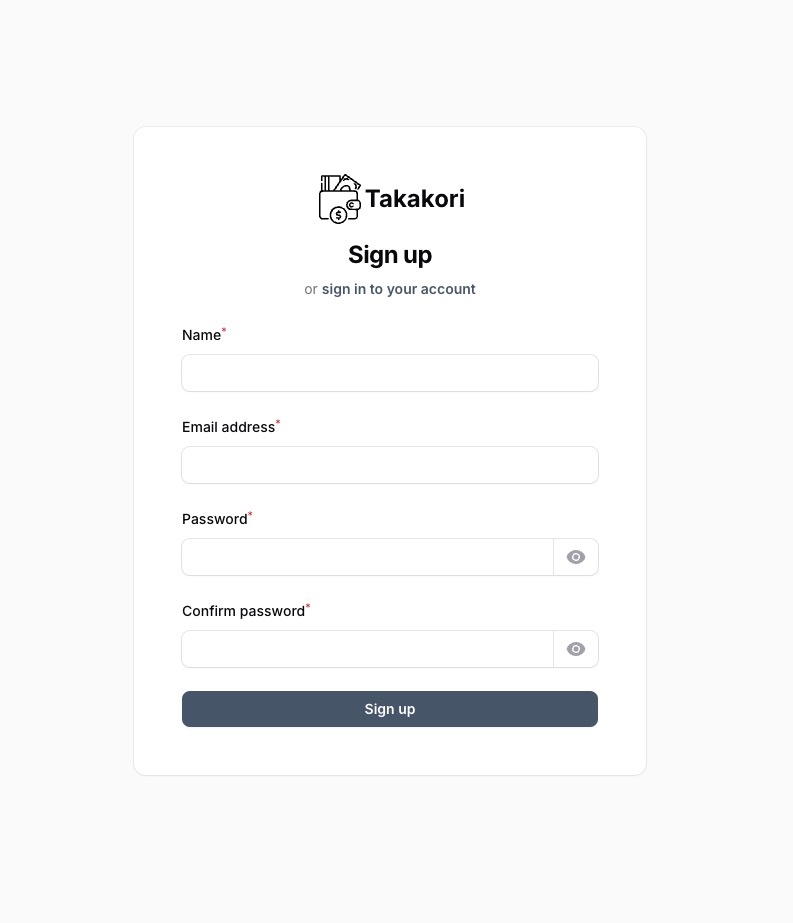 Takakori
Sign up
or sign in to your account
Name*
Email address*
Password*
Confirm password*
Sign up